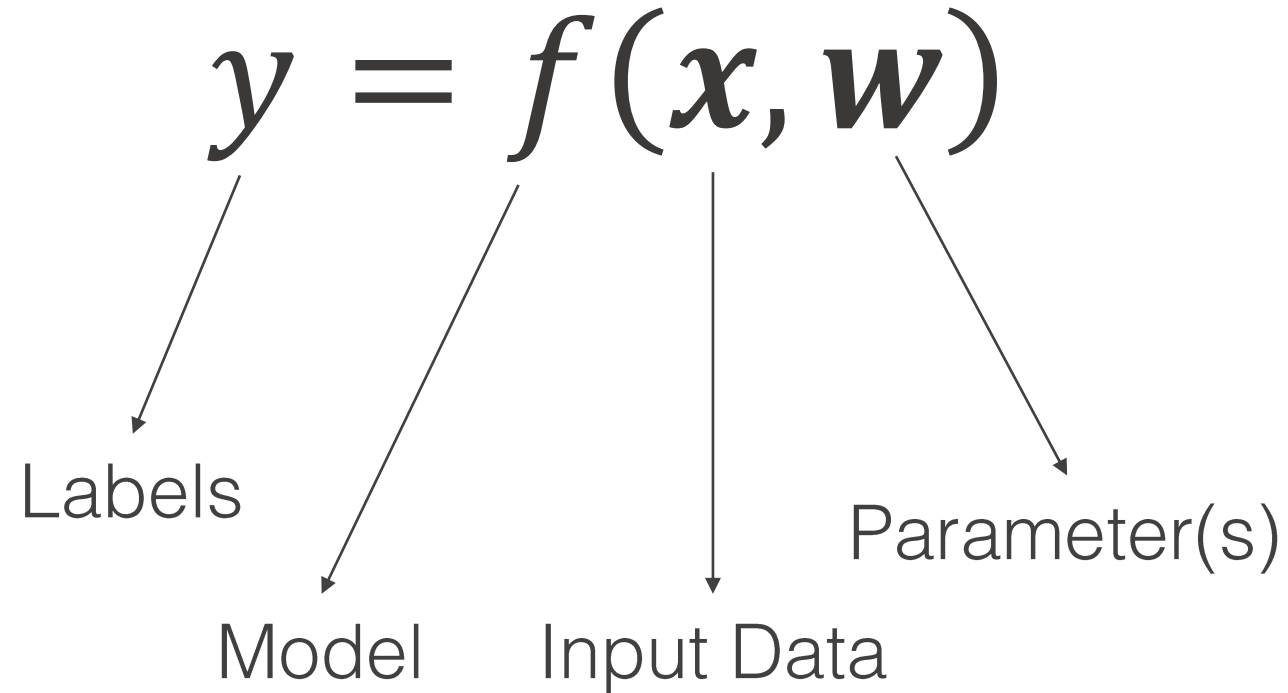 y = f(x, w)
Labels
Parameter(s)
Model
Input Data